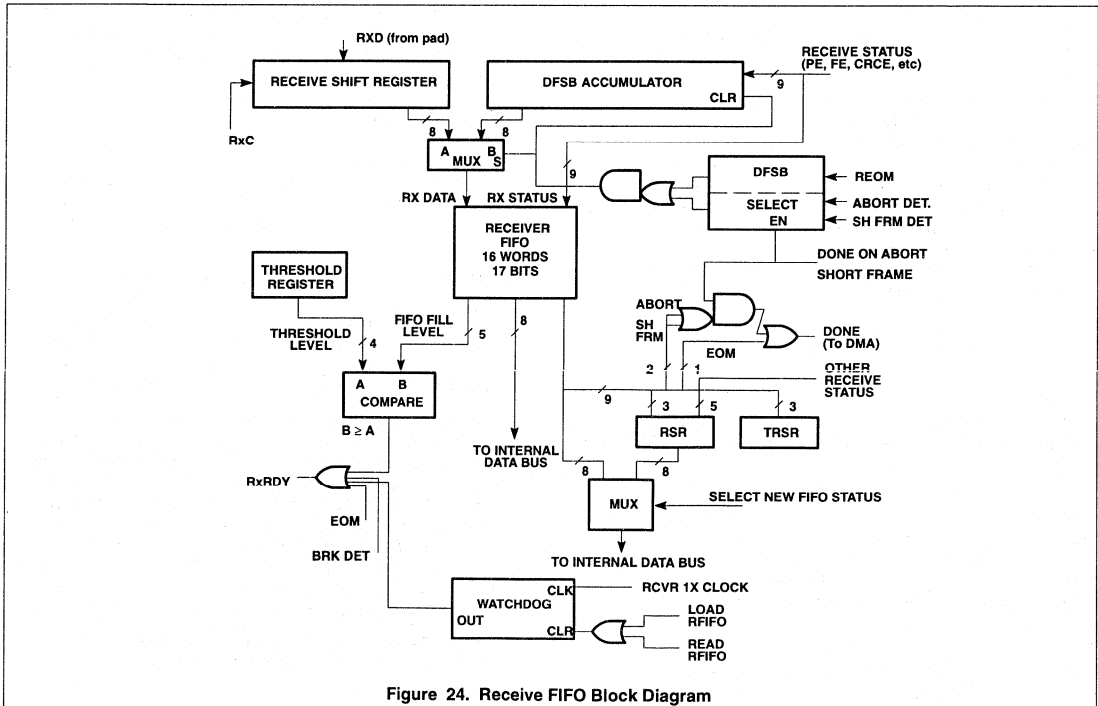 RXD (from pad)
RECEIVE STATUS
(PE, FE, CRCE, etc)
RECEIVE SHIFT REGISTER
DFSB ACCUMULATOR
CLR
9
RxC
8
8
A
B
MUX
S
9
DFSB
REOM
SELECT
EN
ABORT DET.
SH FRM DET
RX DATA
RX STATUS
RECEIVER
FIFO
16 WORDS
17 BITS
DONE ON ABORT
SHORT FRAME
THRESHOLD
REGISTER
ABORT
SH
FRM
DONE
(To DMA)
THRESHOLD
LEVEL
4
FIFO FILL
LEVEL
5
8
EOM
2
1
OTHER
RECEIVE
STATUS
A
B
COMPARE
9
3
5
3
B ≥ A
RSR
TRSR
TO INTERNAL
DATA BUS
8
8
RxRDY
MUX
SELECT NEW FIFO STATUS
EOM
BRK DET
TO INTERNAL DATA BUS
CLK
RCVR 1X CLOCK
WATCHDOG
OUT
CLR
LOAD
RFIFO
READ
RFIFO
Figure 24. Receive FIFO Block Diagram